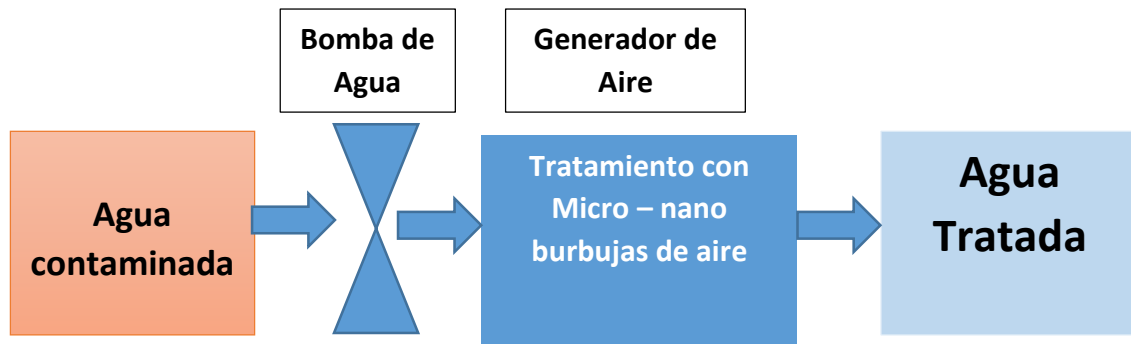 Bomba de
Agua
Generador de
Aire
Agua
contaminada
Tratamiento con
Micro – nano
burbujas de aire
Agua
Tratada